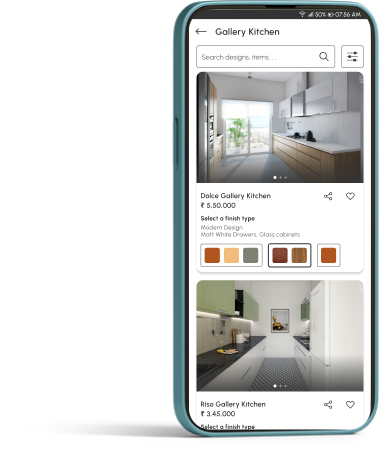 50% 07:56 AM
Gallery Kitchen
Search designs, items. . .
Dolce Gallery Kitchen
₹ 5,50,000
Select a finish type
Modern Design
Matt White Drawers, Glass cabinets
Riso Gallery Kitchen
₹ 3,45,000
Select a finish type